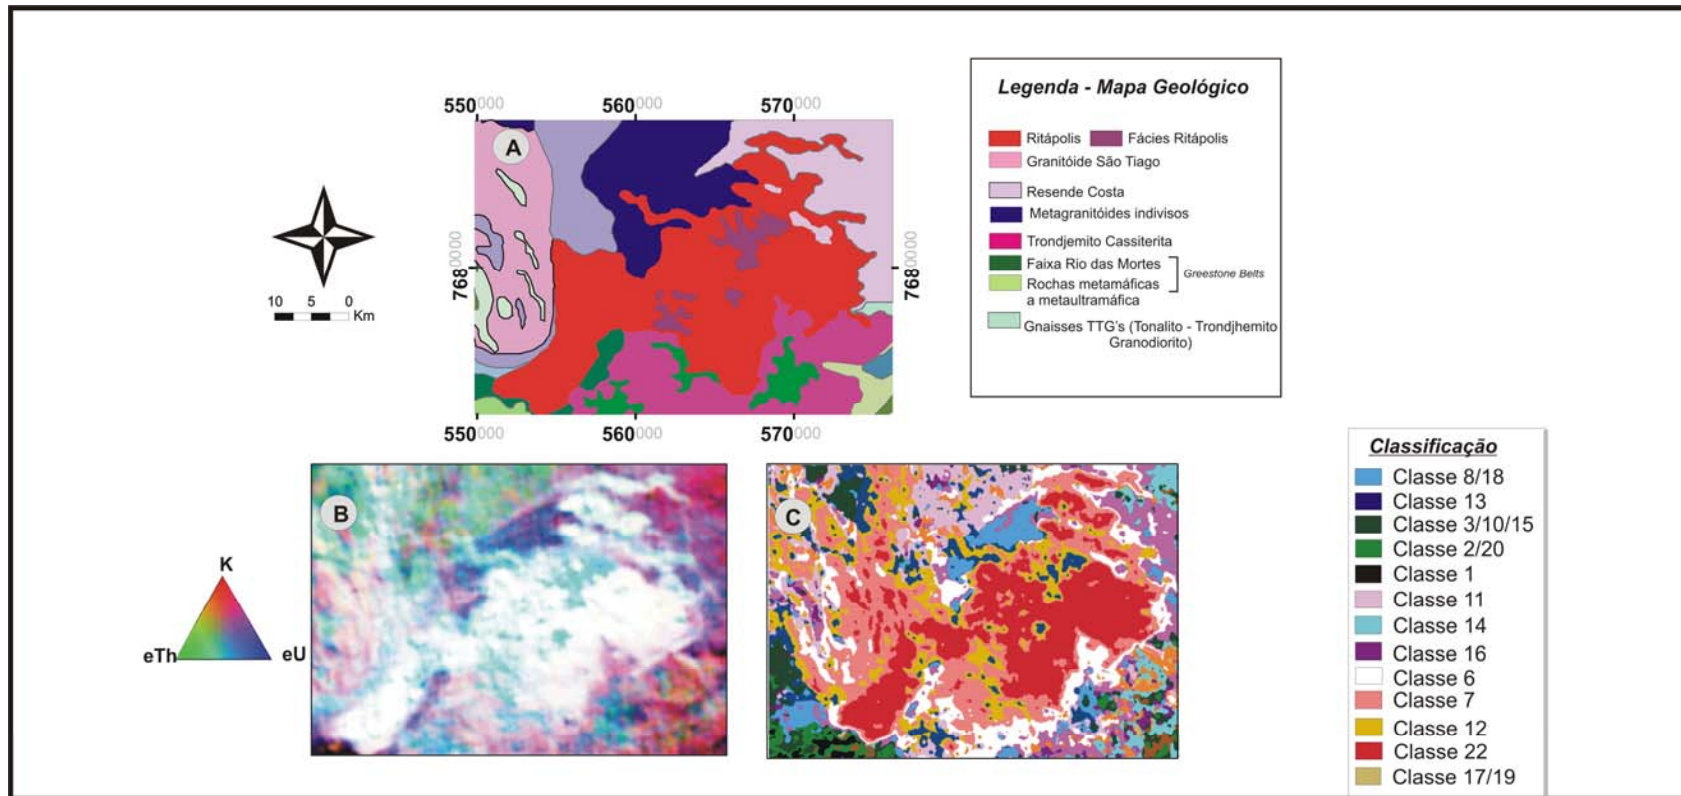 Legenda - Mapa Geológico
Ritápolis
Fácies Ritápolis
Granitóide São Tiago
Resende Costa
Metagranitóides indivisos
Trondjemito Cassiterita
Faixa Rio das Mortes
Greestone Belts
Rochas metamáficas
a metaultramáfica
Gnaisses TTG's (Tonalito - Trondjhemito
Granodiorito)
550000 560000 570000
A
7680000
7680000
10 5 0
Km
550000 560000 570000
B
K
eTh
eU
C
Classificação
Classe 8/18
Classe 13
Classe 3/10/15
Classe 2/20
Classe 1
Classe 11
Classe 14
Classe 16
Classe 6
Classe 7
Classe 12
Classe 22
Classe 17/19